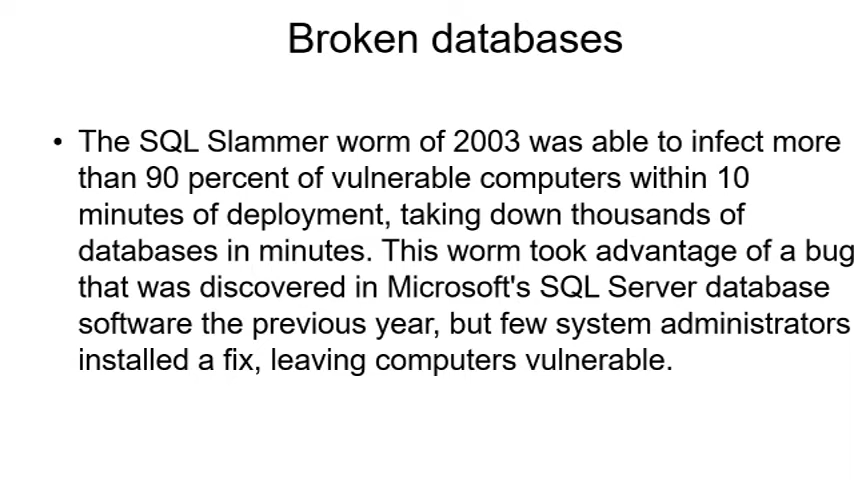 Broken databases
• The SQL Slammer worm of 2003 was able to infect more
than 90 percent of vulnerable computers within 10
minutes of deployment, taking down thousands of
databases in minutes. This worm took advantage of a bug
that was discovered in Microsoft's SQL Server database
software the previous year, but few system administrators
installed a fix, leaving computers vulnerable.